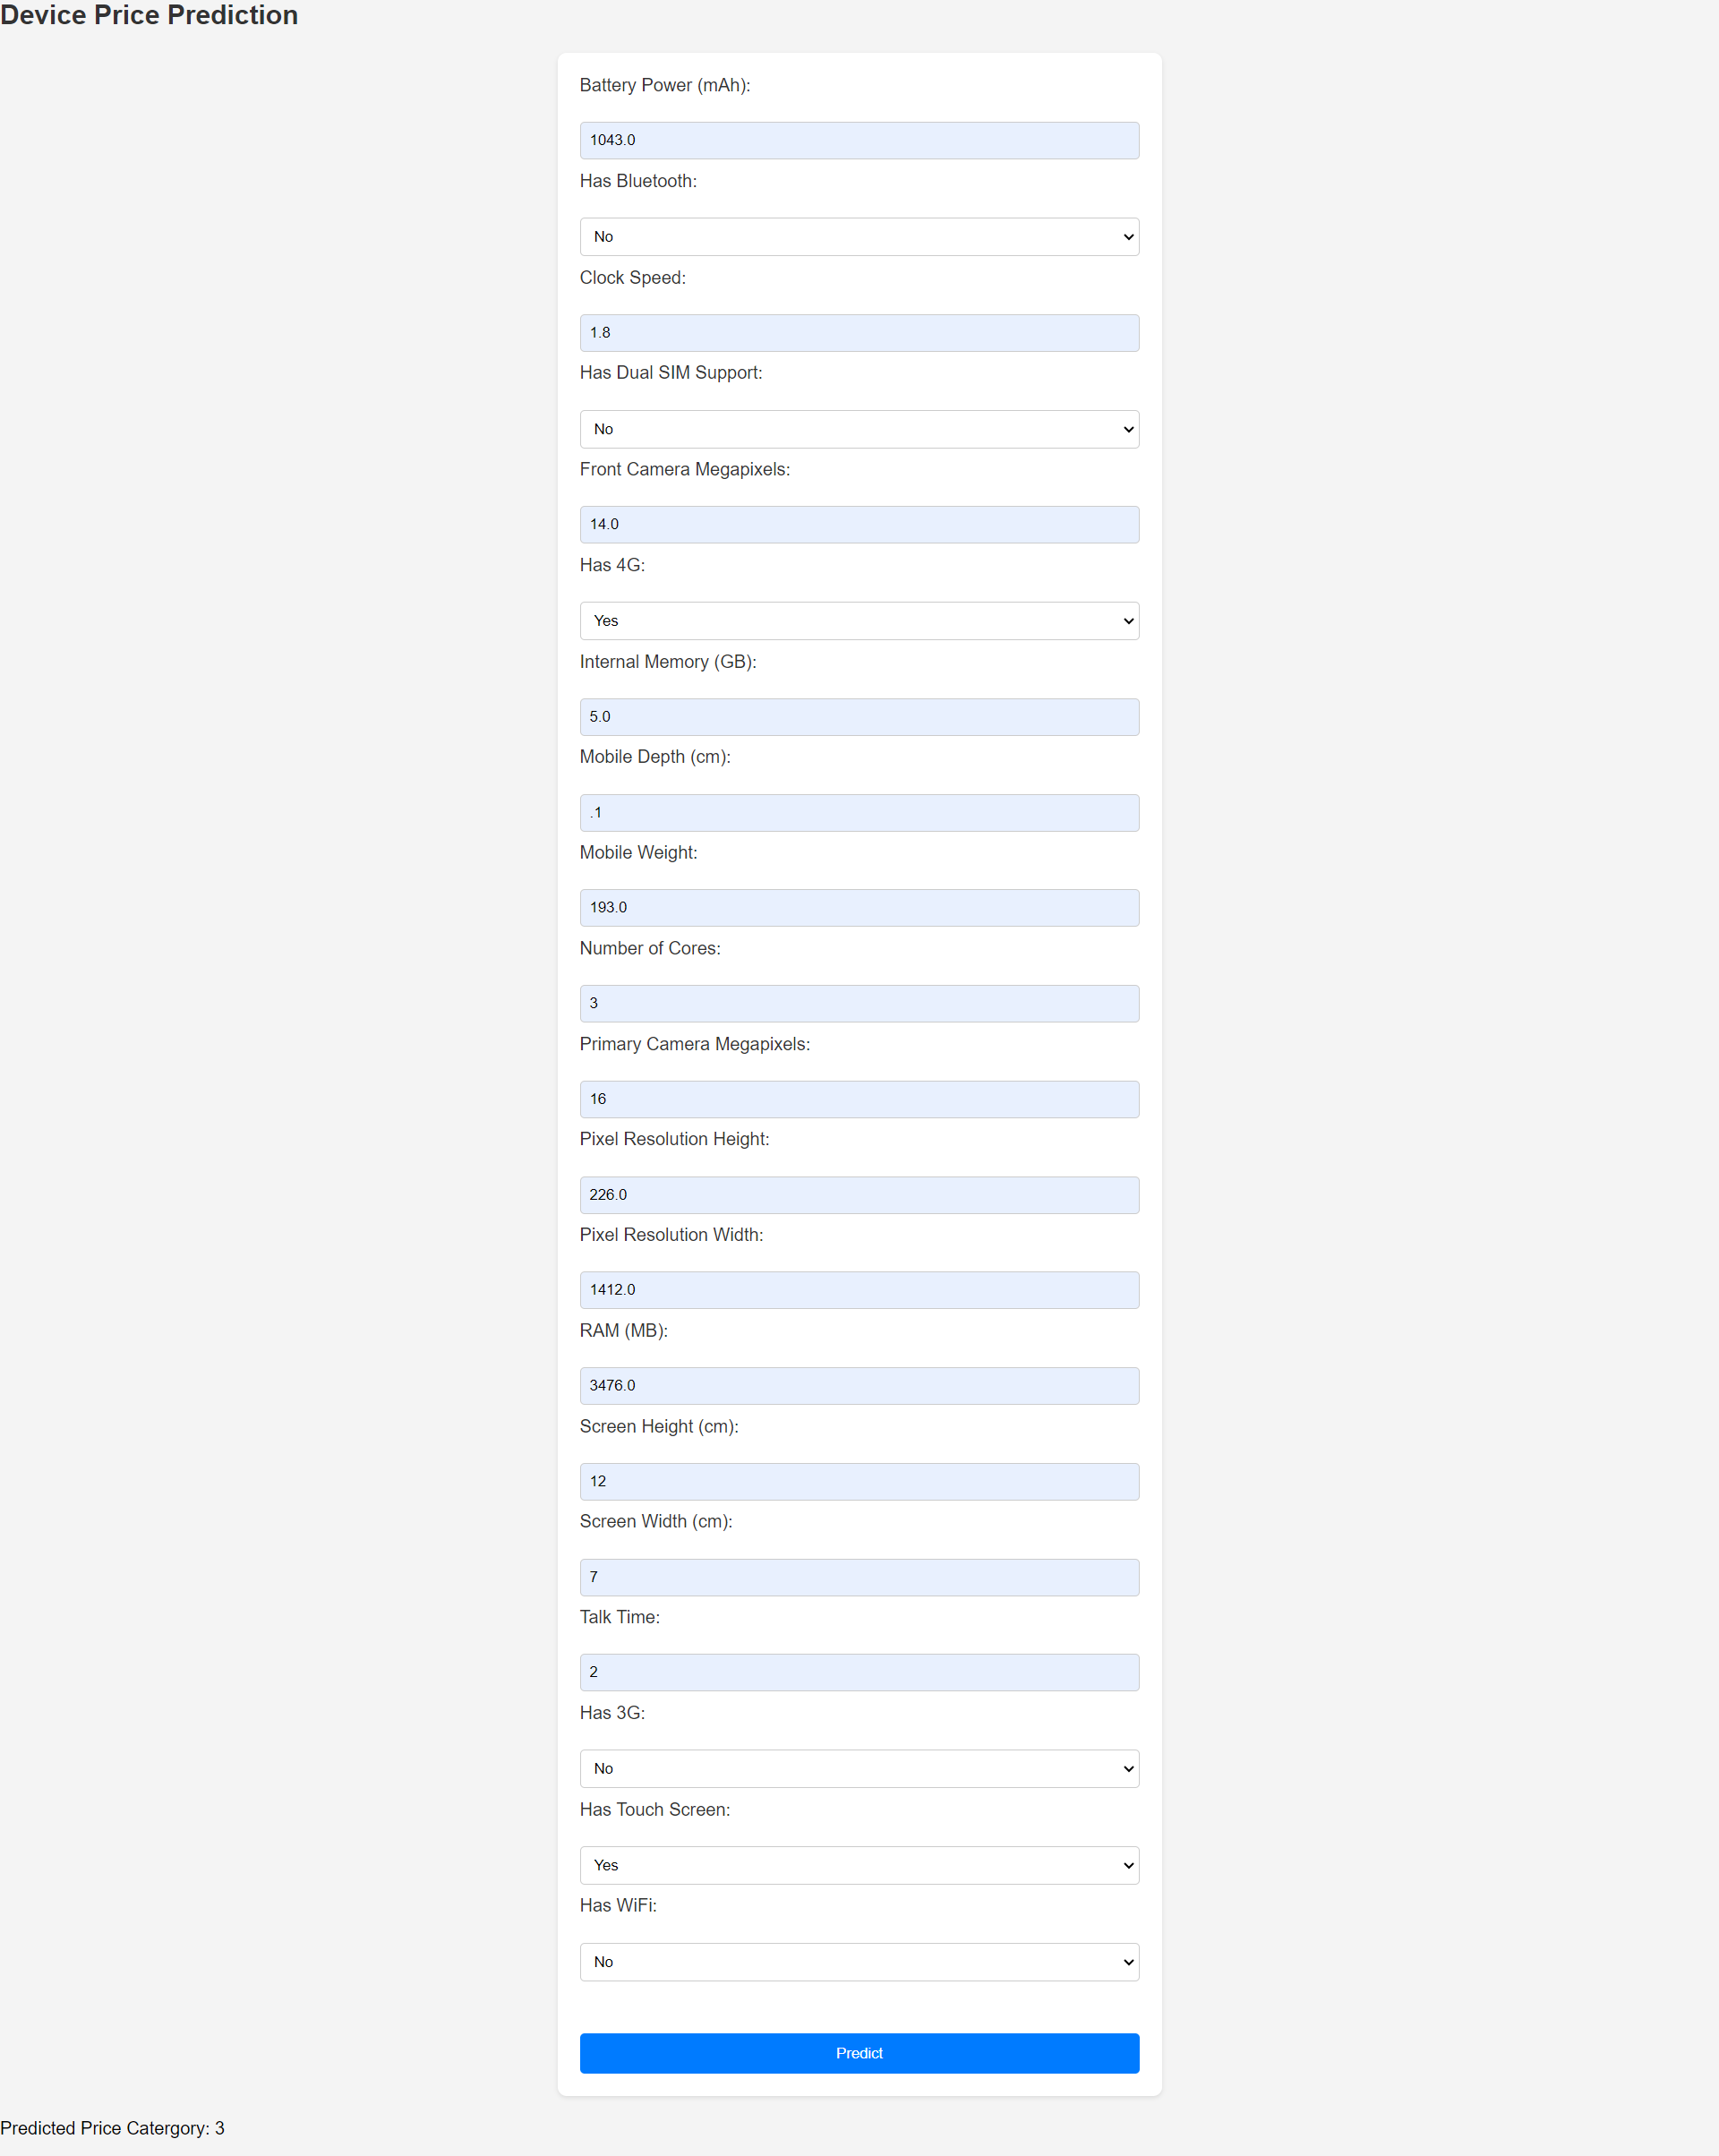 Device Price Prediction
Battery Power (mAh):
1043.0
Has Bluetooth:
No
Clock Speed:
1.8
Has Dual SIM Support:
No
Front Camera Megapixels:
14.0
Has 4G:
Yes
Internal Memory (GB):
5.0
Mobile Depth (cm):
.1
Mobile Weight:
193.0
Number of Cores:
3
Primary Camera Megapixels:
16
Pixel Resolution Height:
226.0
Pixel Resolution Width:
1412.0
RAM (MB):
3476.0
Screen Height (cm):
12
Screen Width (cm):
7
Talk Time:
2
Has 3G:
No
Has Touch Screen:
Yes
Has WiFi:
No
Predict
Predicted Price Catergory: 3